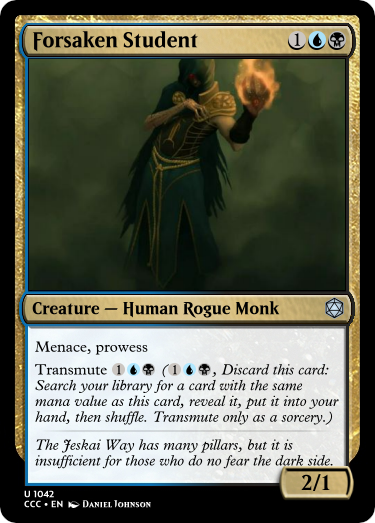 Forsaken Student 1
Creature — Human Rogue Monk
Menace, prowess
Transmute 1 (1, Discard this card:
Search your library for a card with the same
mana value as this card, reveal it, put it into your
hand, then shuffle. Transmute only as a sorcery.)
The Jeskai Way has many pillars, but it is
insufficient for those who do no fear the dark side.
2/1
U 1042
CCC • EN Daniel Johnson